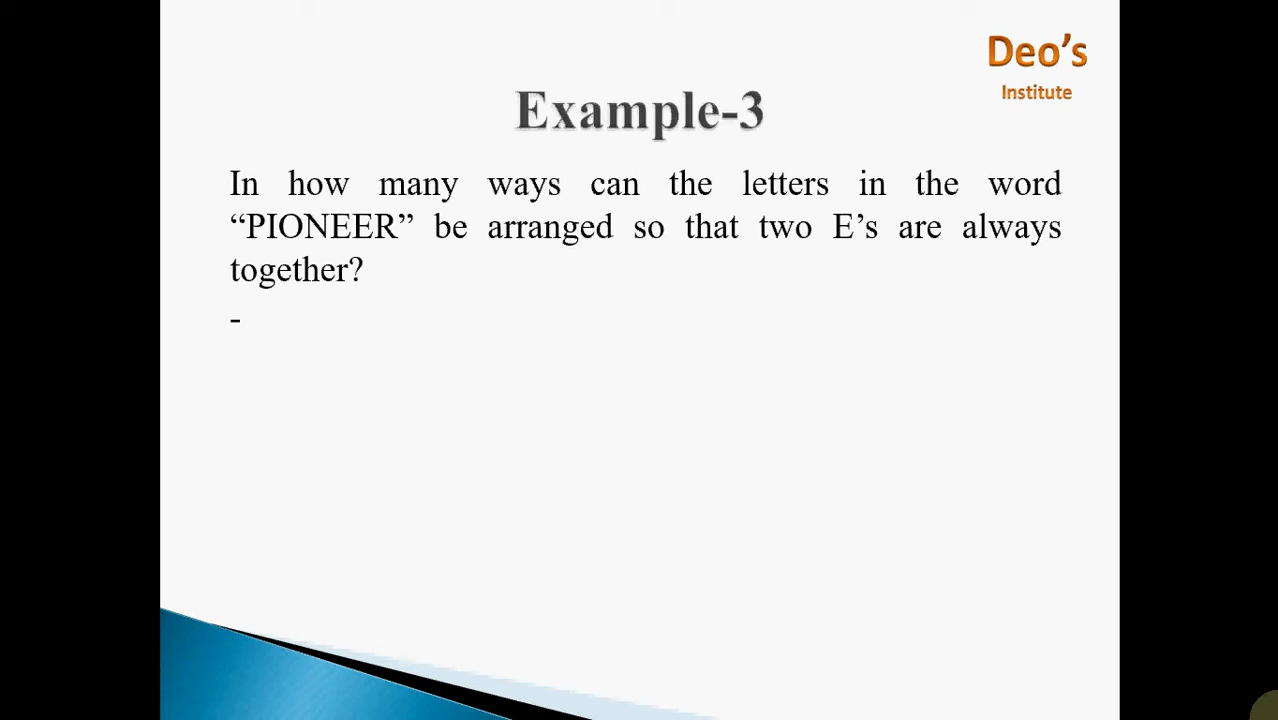 Deo's
Institute
Example-3
In how many ways can the letters in the word
“PIONEER” be arranged so that two E’s are always
together?
-